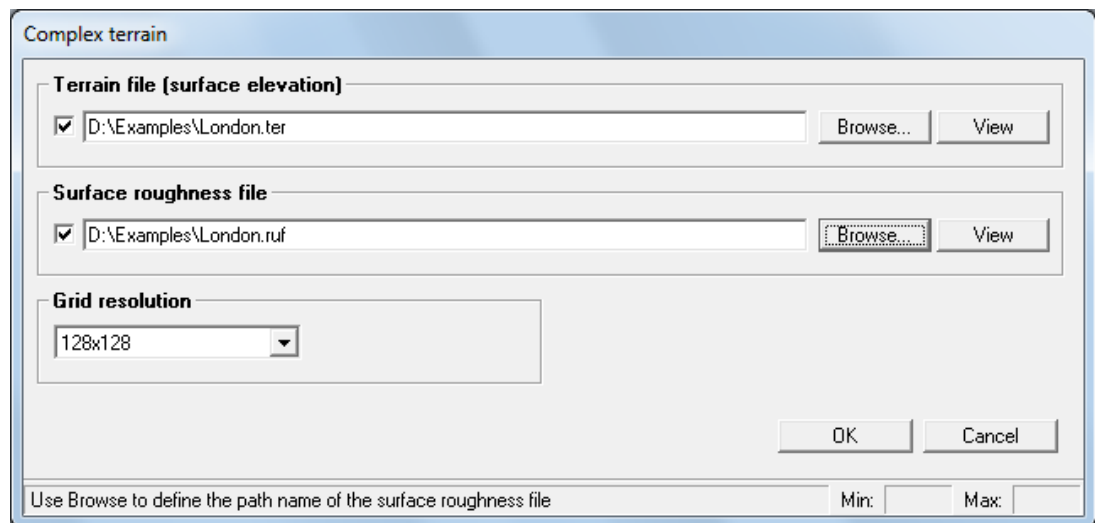 Complex terrain
Terrain file (surface elevation)
D:\Examples\London.ter Browse... View
Surface roughness file
D:\Examples\London.ruf Browse... View
Grid resolution
128x128
OK Cancel
Use Browse to define the path name of the surface roughness file Min: Max: